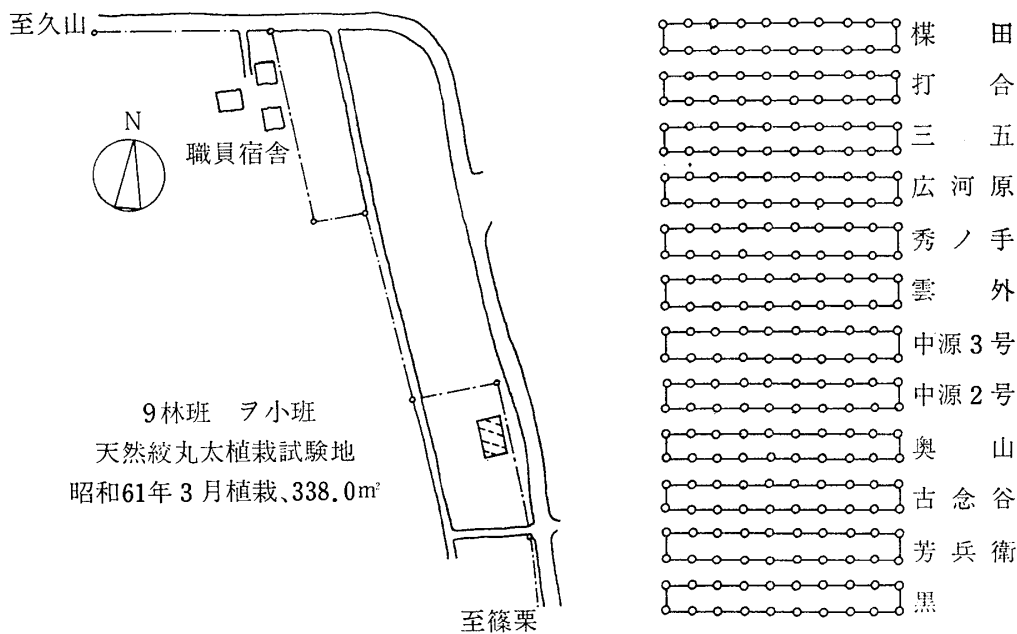 至久山
N
職員宿舎
9林班 ヲ小班
天然絞丸太植栽試験地
昭和61年3月植栽、338.0m²
至篠栗
楳田
打合
三五
広河原
秀ノ手
雲外
中源3号
中源2号
奥山
古念谷
芳兵衛
黒